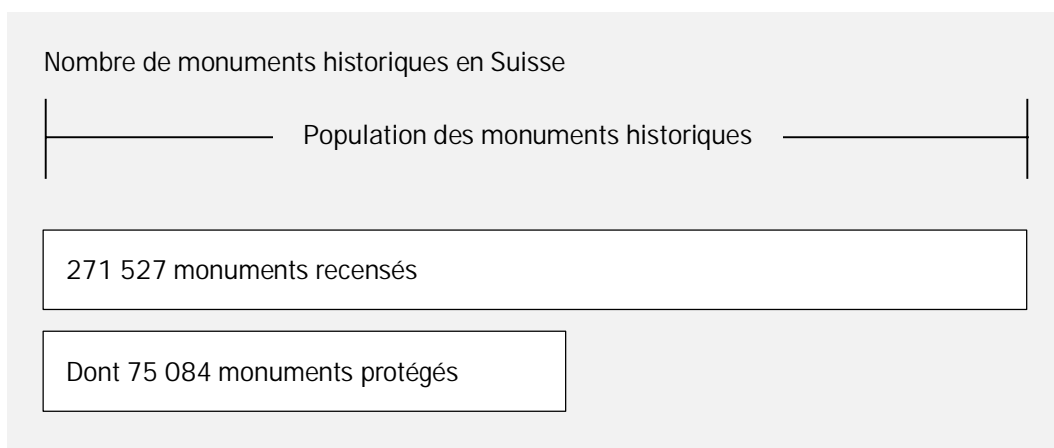 Nombre de monuments historiques en Suisse
Population des monuments historiques
271 527 monuments recensés
Dont 75 084 monuments protégés